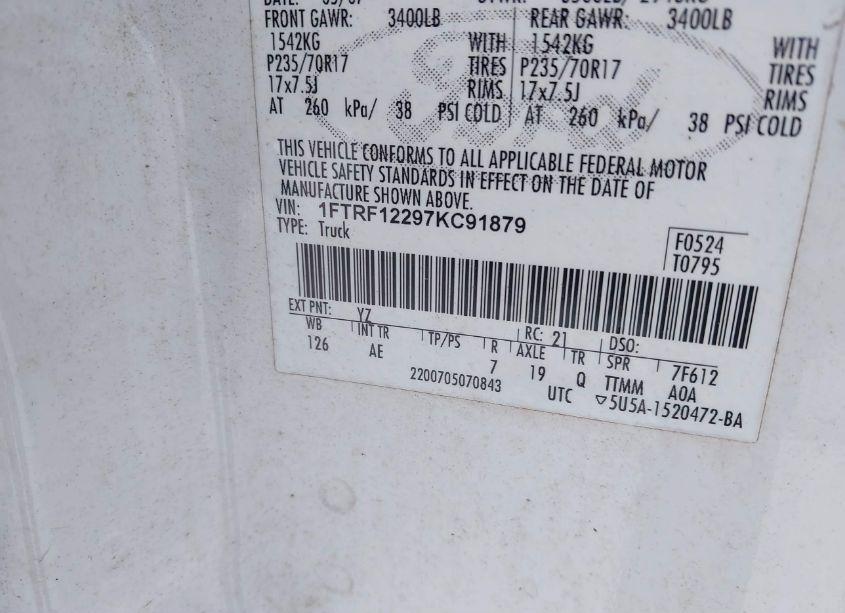 FRONT GAWR: 3400LB REAR GAWR: 3400LB
1542KG WITH 1542KG WITH
P235/70R17 TIRES P235/70R17 TIRES
17x7.5J RIMS 17x7.5J RIMS
AT 260 kPa/ 38 PSI COLD AT 260 kPa/ 38 PSI COLD
THIS VEHICLE CONFORMS TO ALL APPLICABLE FEDERAL MOTOR
VEHICLE SAFETY STANDARDS IN EFFECT ON THE DATE OF
MANUFACTURE SHOWN ABOVE.
VIN: 1FTRF12297KC91879
TYPE: Truck
F0524
T0795
EXT PNT: YZ RC: 21 DSO:
WB INT TR TP/PS R AXLE TR SPR 7F612
126 AE 7 19 Q TTMM A0A
2200705070843 UTC ▽5U5A-1520472-BA